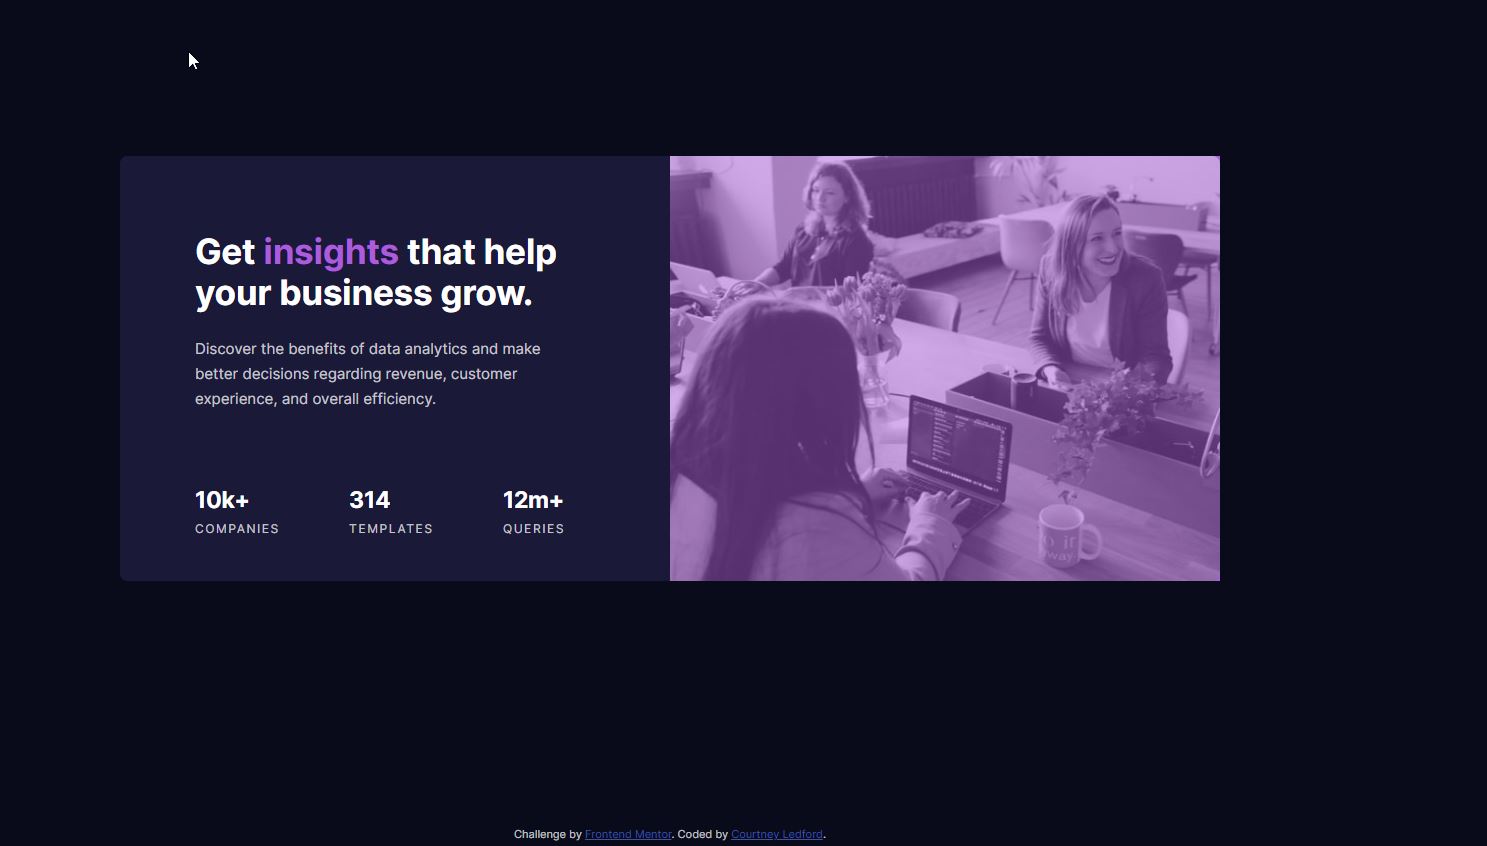 Get insights that help
your business grow.
Discover the benefits of data analytics and make
better decisions regarding revenue, customer
experience, and overall efficiency.
10k+
COMPANIES
314
TEMPLATES
12m+
QUERIES
Challenge by Frontend Mentor. Coded by Courtney Ledford.